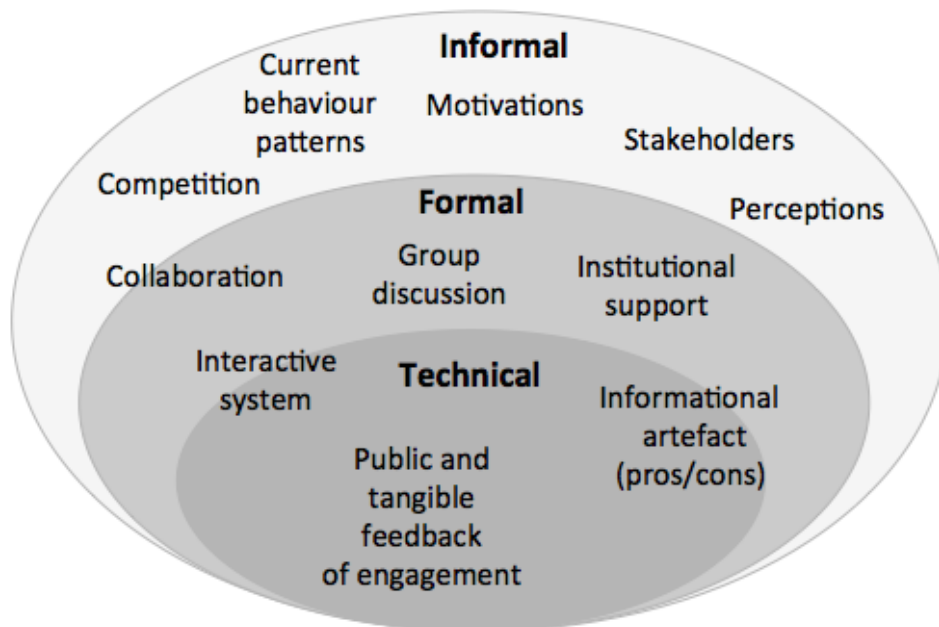 Informal
Current
behaviour
patterns
Motivations
Stakeholders
Competition
Perceptions
Formal
Collaboration
Group
discussion
Institutional
support
Interactive
system
Technical
Informational
artefact
(pros/cons)
Public and
tangible
feedback
of engagement